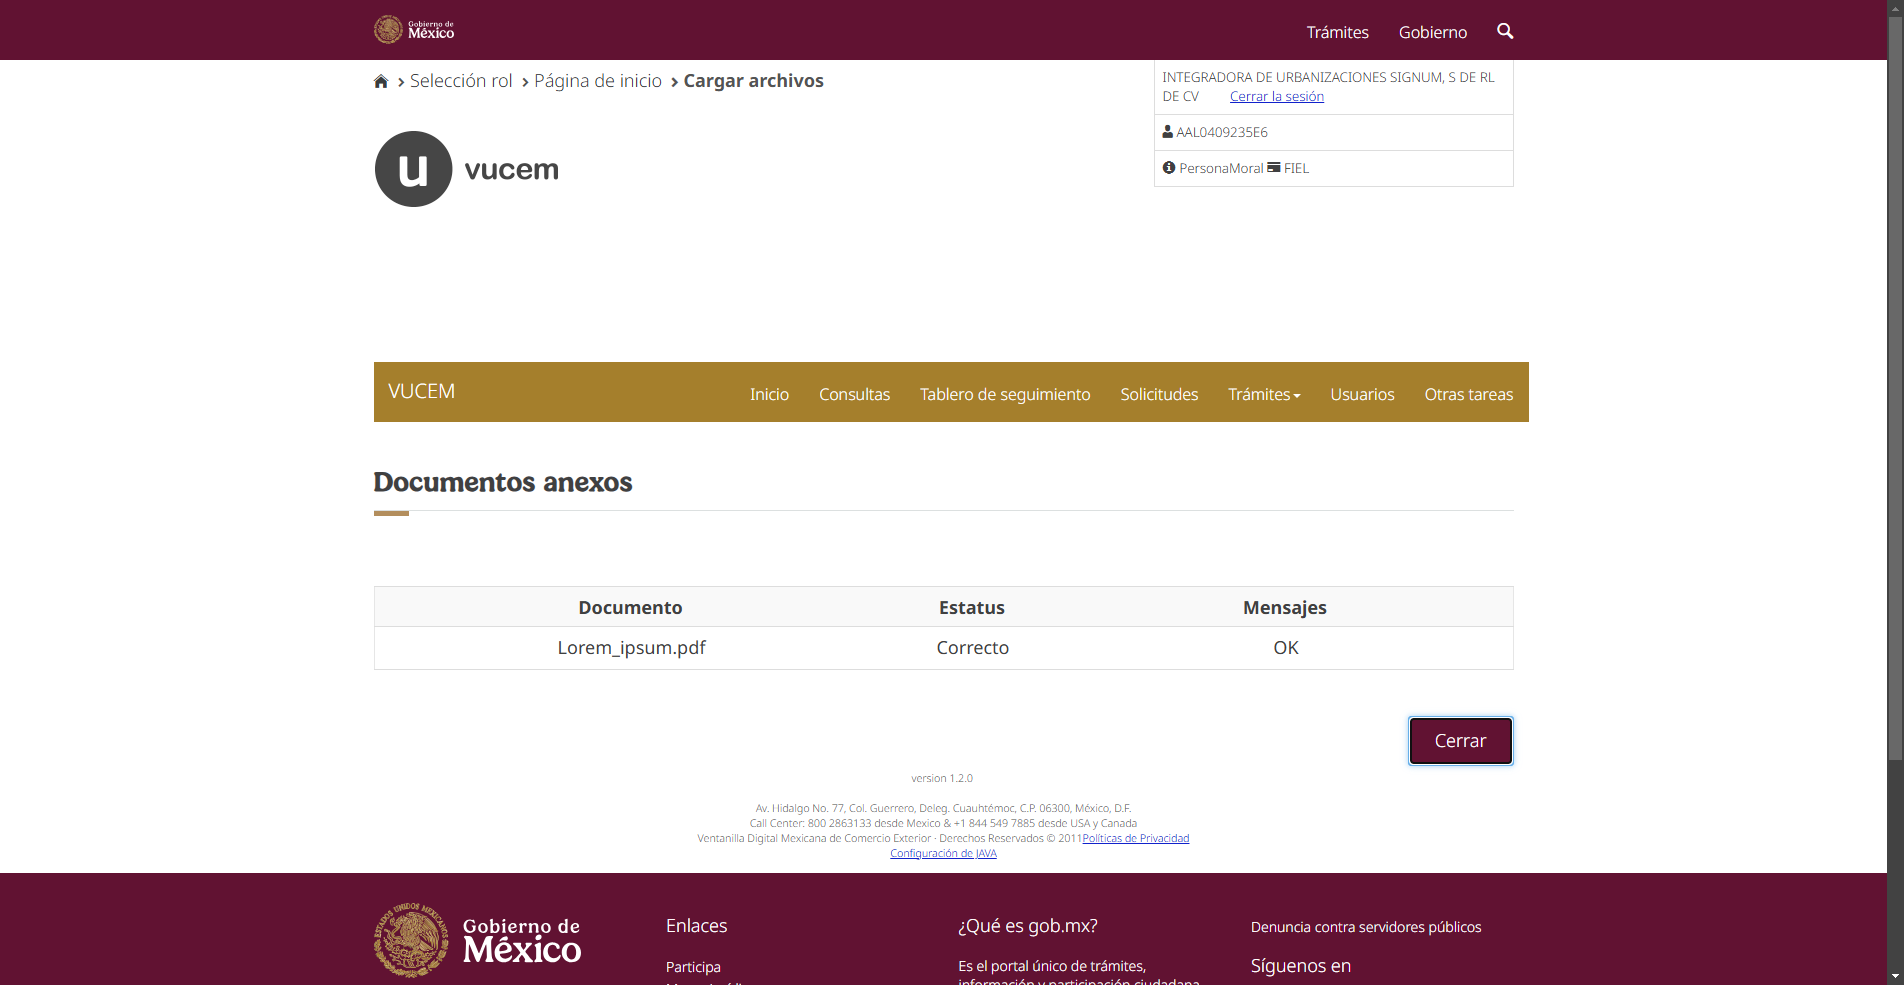 Gobierno de
México
Trámites
Gobierno
Selección rol
Página de inicio
Cargar archivos
INTEGRADORA DE URBANIZACIONES SIGNUM, S DE RL
DE CV Cerrar la sesión
AAL0409235E6
PersonaMoral FIEL
u vucem
VUCEM
Inicio
Consultas
Tablero de seguimiento
Solicitudes
Trámites
Usuarios
Otras tareas
Documentos anexos
Documento Estatus Mensajes
Lorem_ipsum.pdf Correcto OK
Cerrar
version 1.2.0
Av. Hidalgo No. 77, Col. Guerrero, Deleg. Cuauhtémoc, C.P. 06300, México, D.F.
Call Center: 800 2863133 desde Mexico & +1 844 549 7885 desde USA y Canada
Ventanilla Digital Mexicana de Comercio Exterior · Derechos Reservados © 2011Políticas de Privacidad
Configuración de JAVA
ESTADOS UNIDOS MEXICANOS
Gobierno de
México
Enlaces
Participa
¿Qué es gob.mx?
Es el portal único de trámites,
información y participación ciudadana.
Denuncia contra servidores públicos
Síguenos en